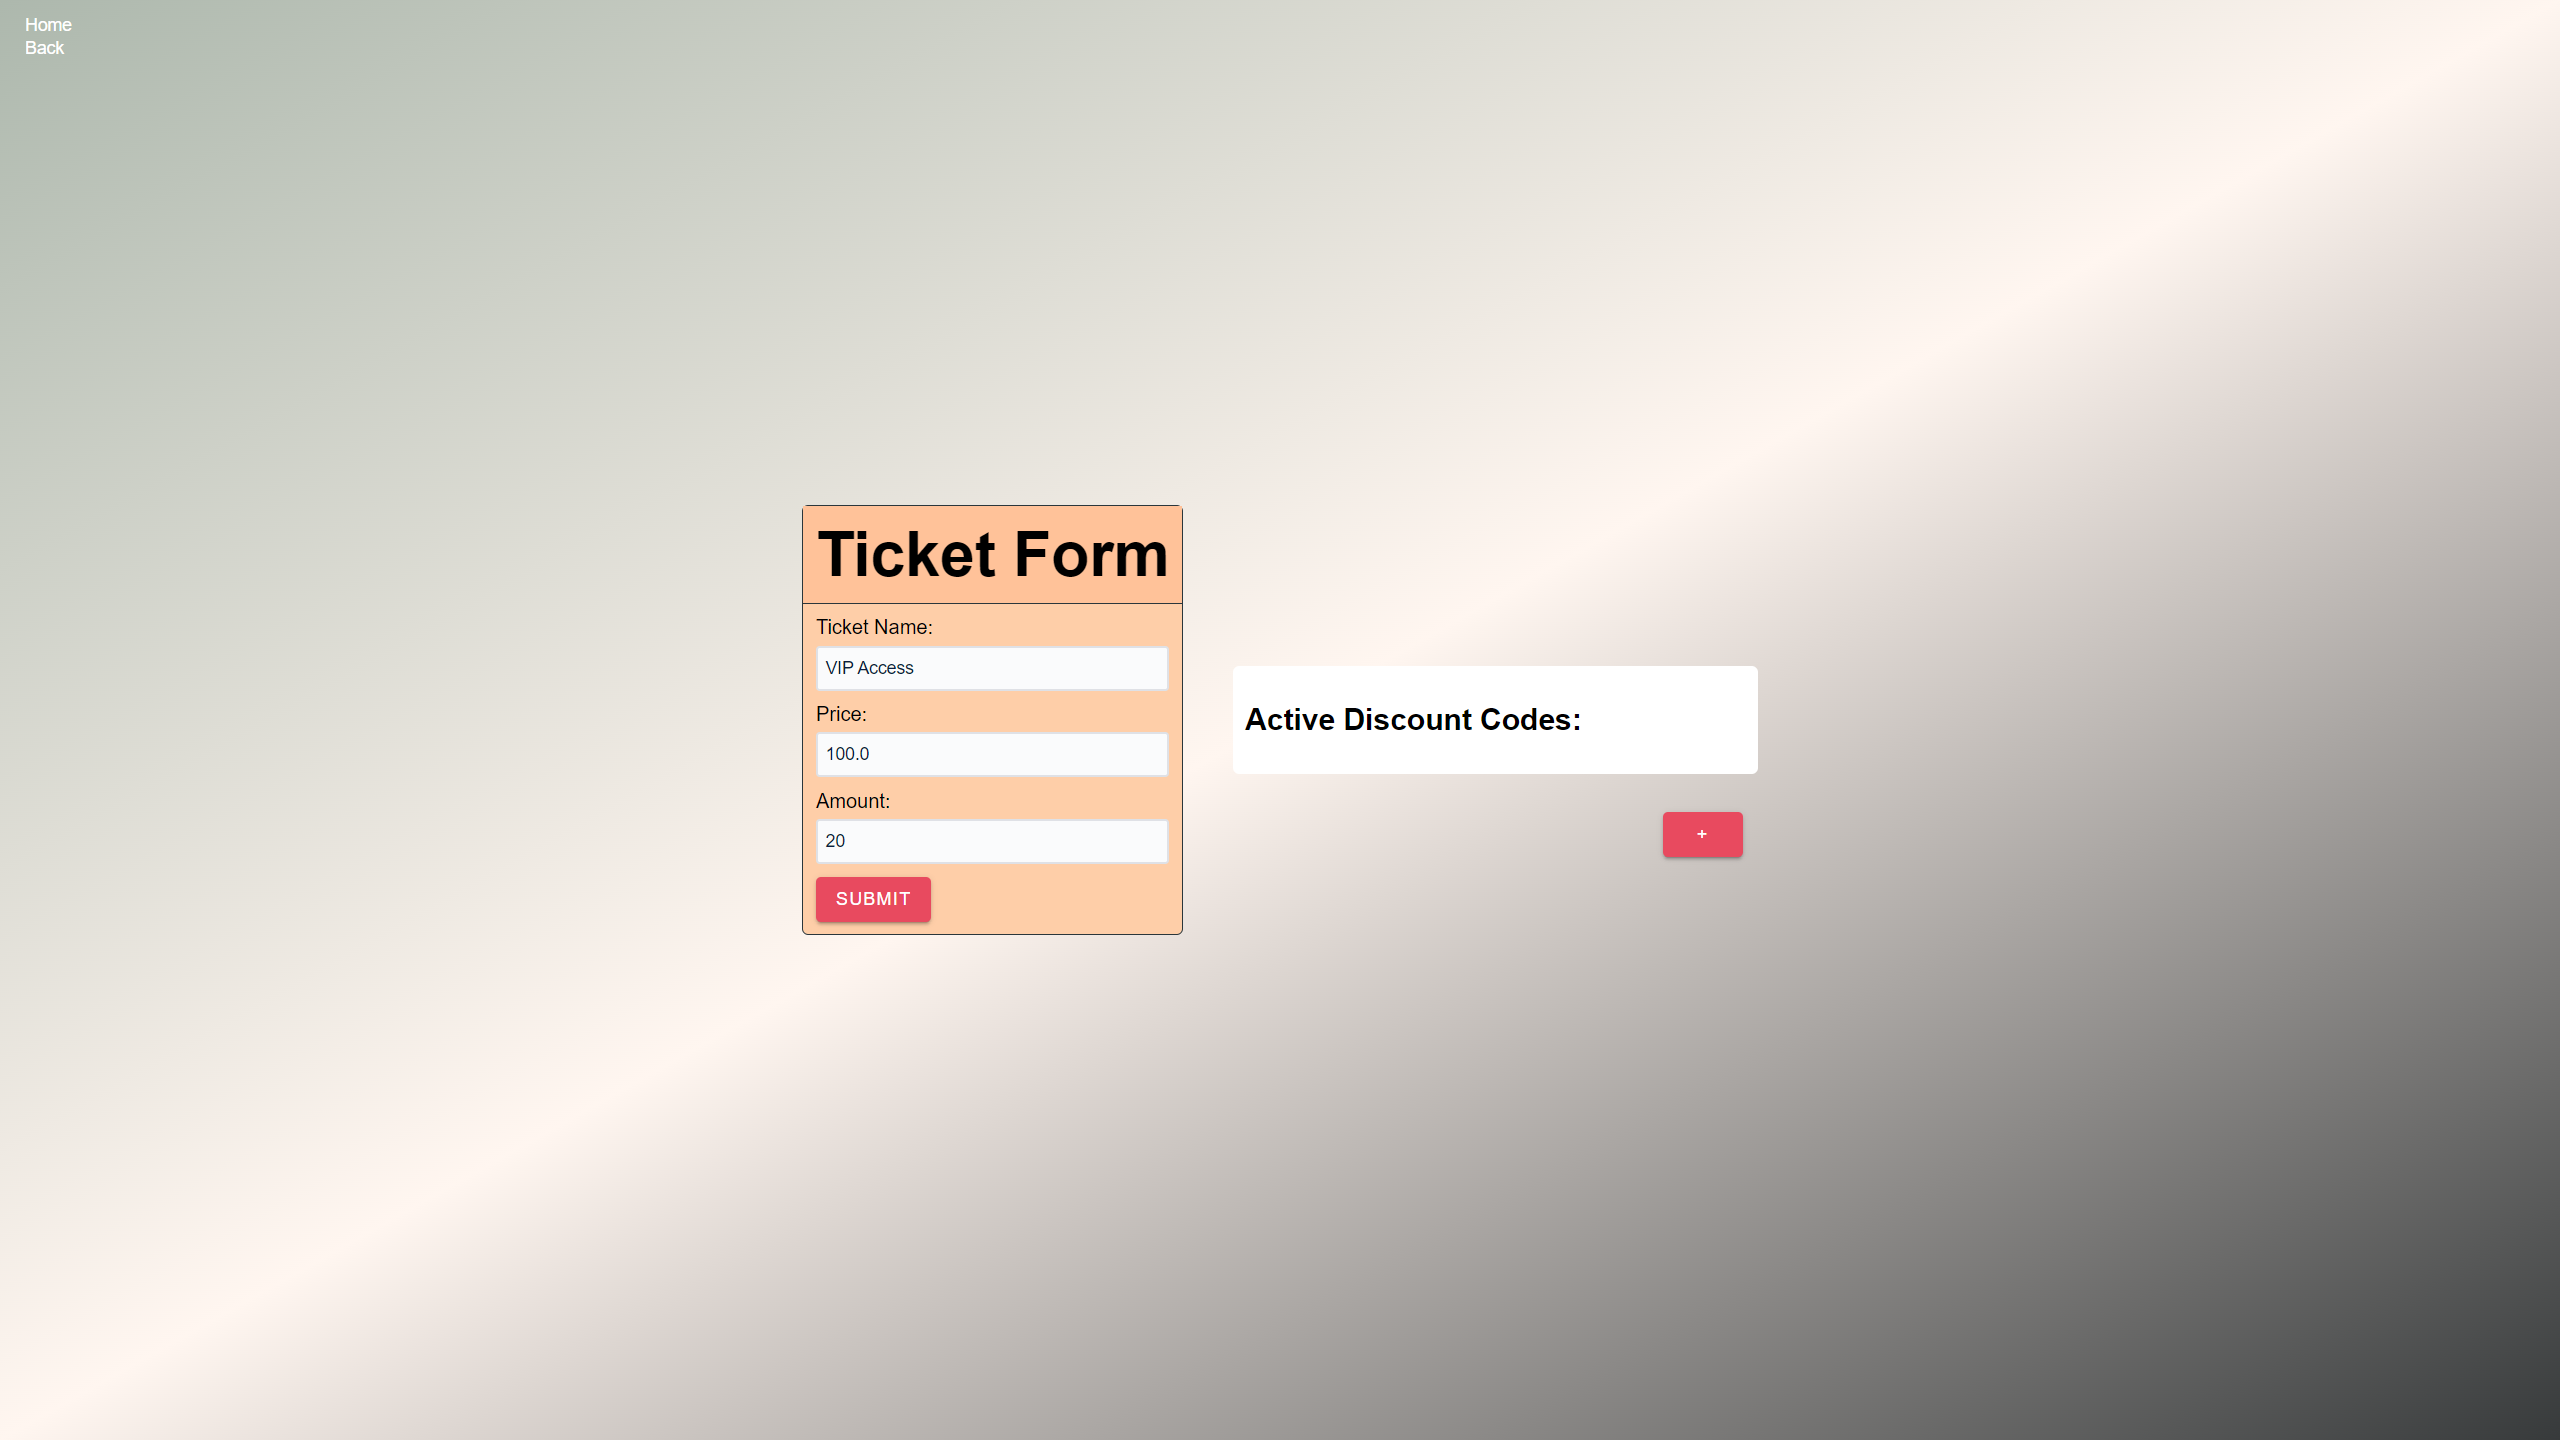 Home
Back
Ticket Form
Ticket Name:
VIP Access
Price:
100.0
Amount:
20
SUBMIT
Active Discount Codes:
+